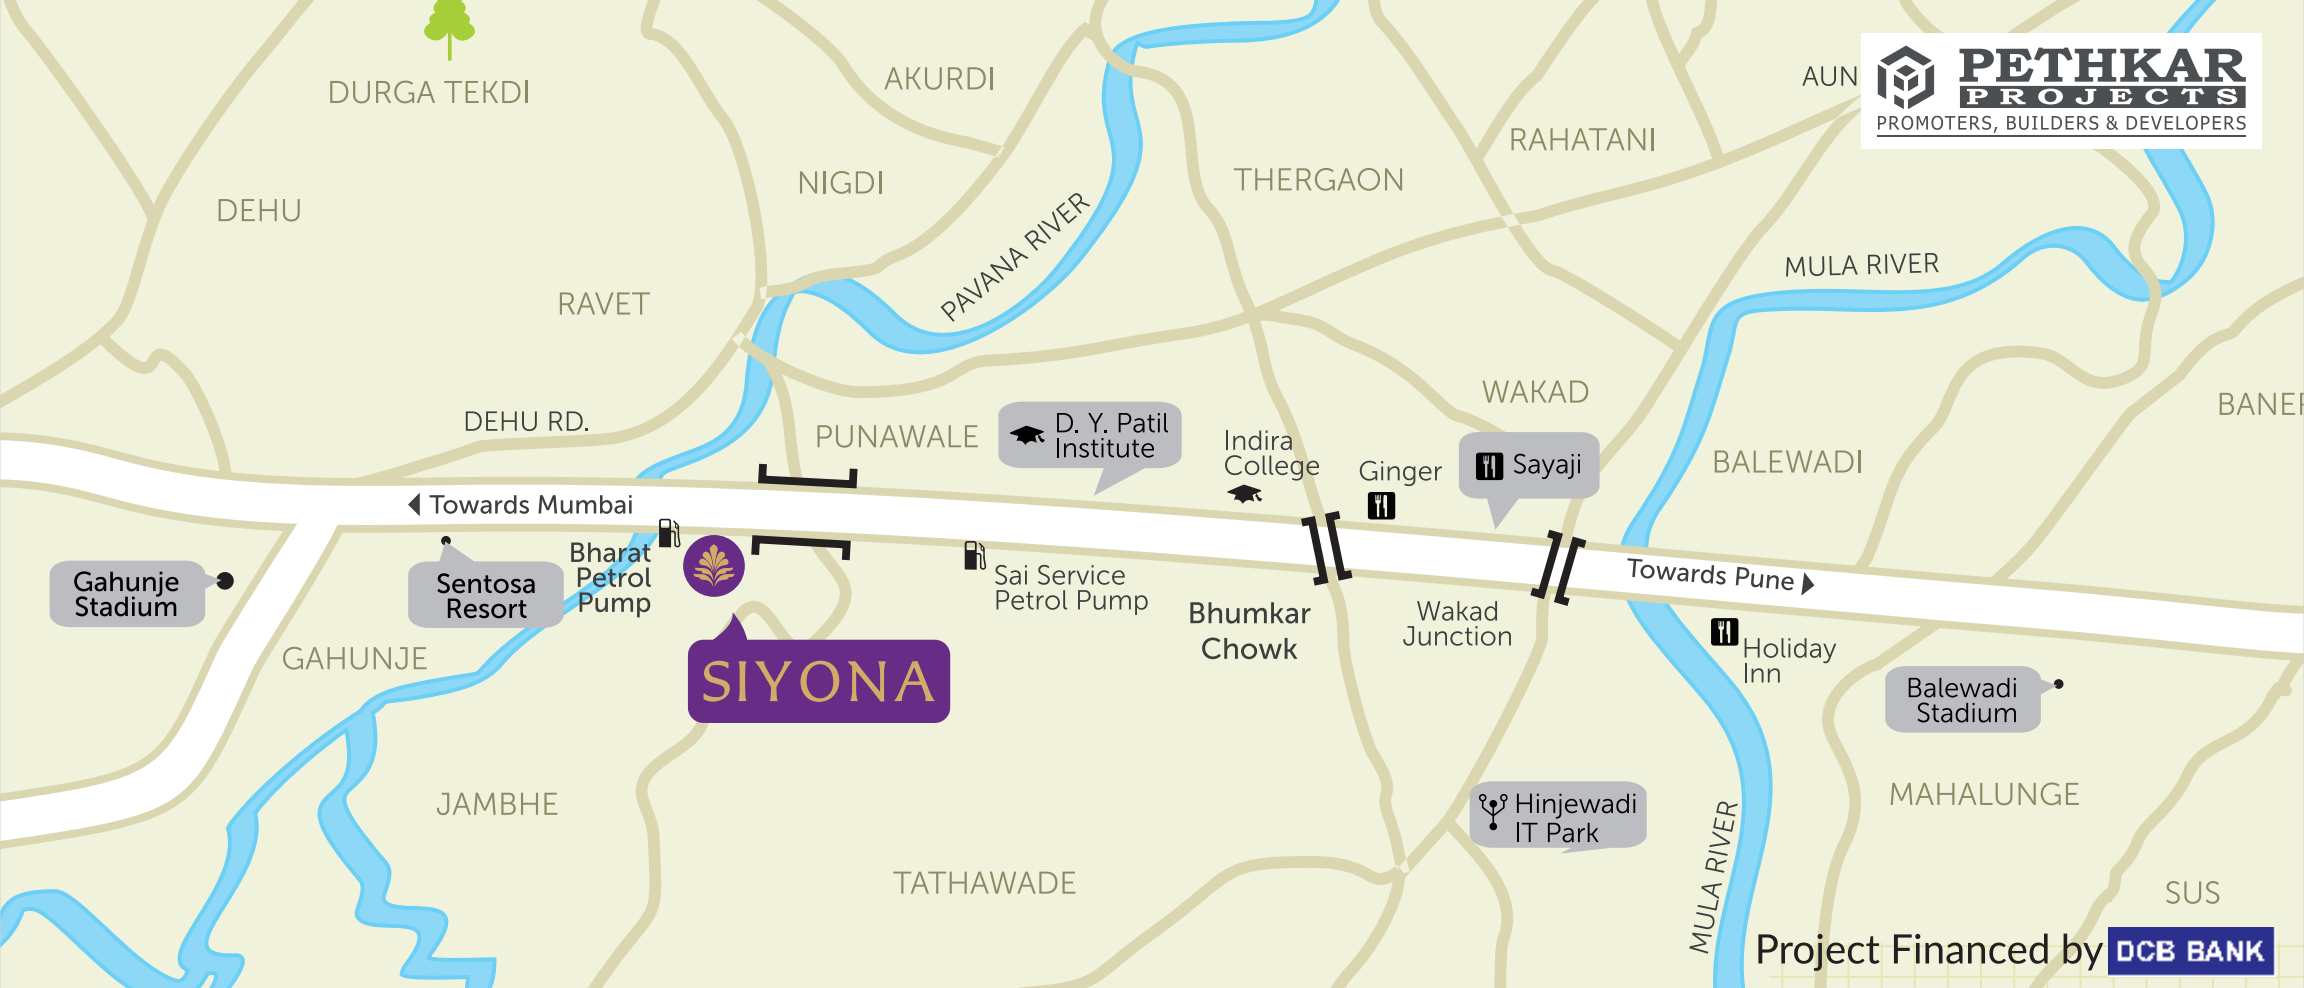 DURGA TEKDI
AKURDI
AUN
PETHKAR
PROJECTS
PROMOTERS, BUILDERS & DEVELOPERS
RAHATANI
NIGDI
THERGAON
DEHU
PAVANA RIVER
MULA RIVER
RAVET
WAKAD
BANER
DEHU RD.
PUNAWALE
D. Y. Patil
Institute
Indira
College
Ginger
Sayaji
BALEWADI
Towards Mumbai
Bharat
Petrol
Pump
Gahunje
Stadium
Sentosa
Resort
Sai Service
Petrol Pump
Towards Pune
Bhumkar
Chowk
Wakad
Junction
Holiday
Inn
GAHUNJE
SIYONA
Balewadi
Stadium
JAMBHE
Hinjewadi
IT Park
MAHALUNGE
MULA RIVER
TATHAWADE
SUS
Project Financed by DCB BANK